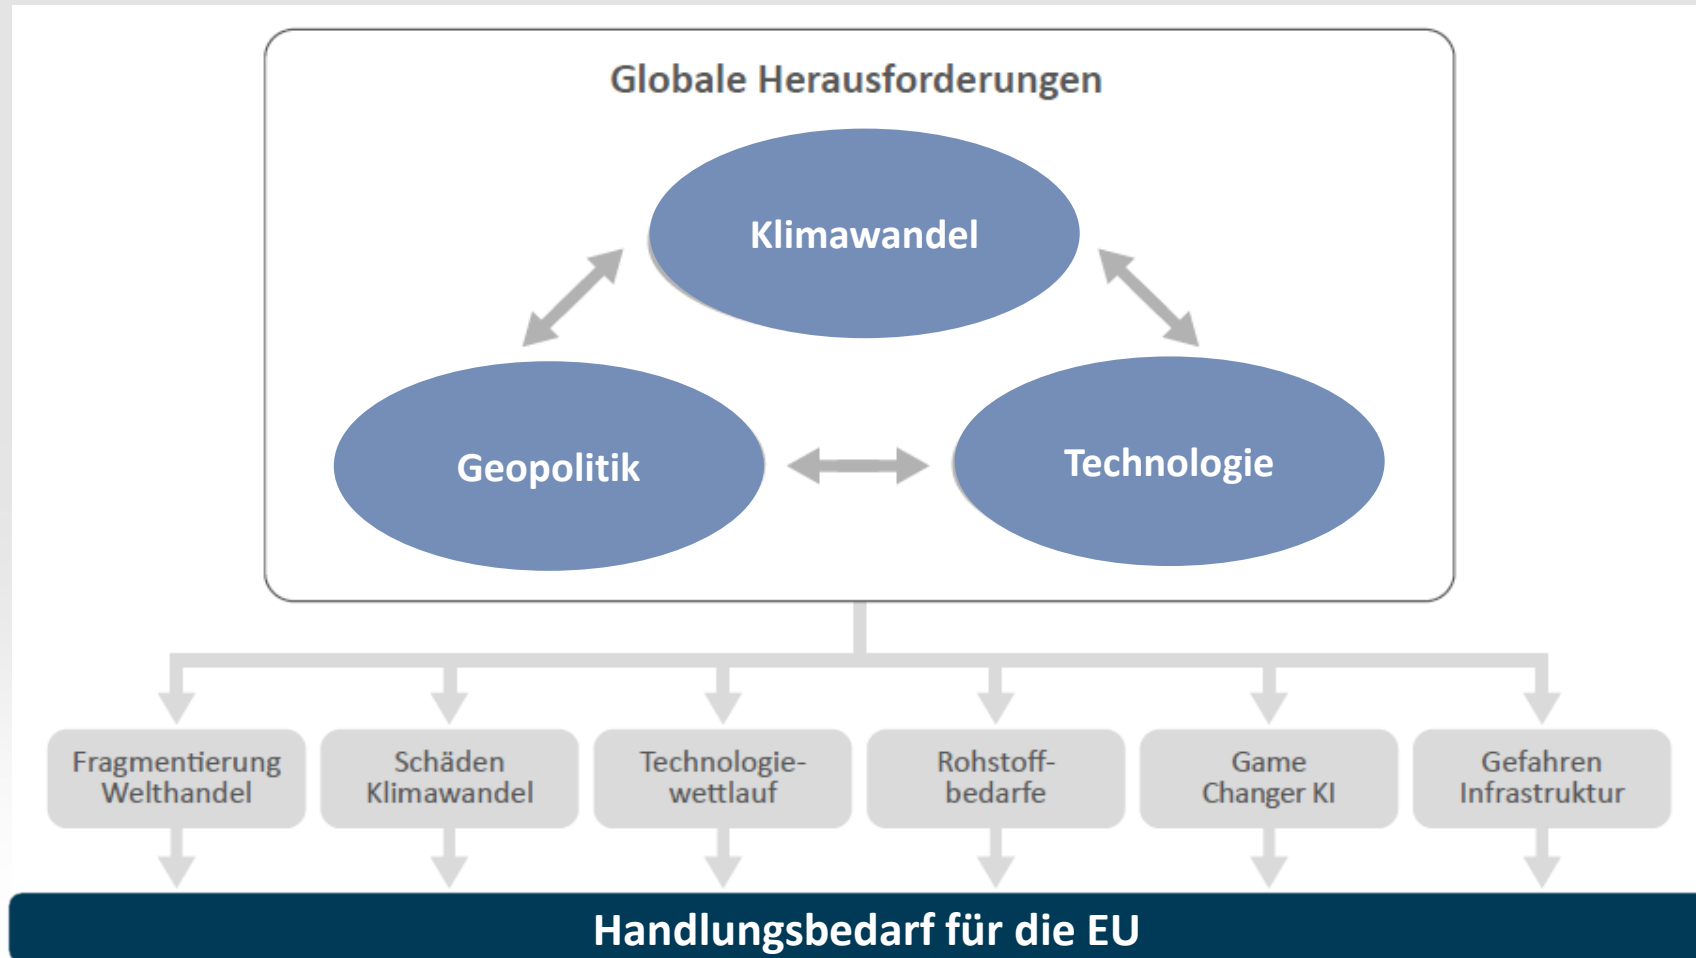 Globale Herausforderungen
Klimawandel
Geopolitik
Technologie
Fragmentierung
Welthandel
Schäden
Klimawandel
Technologie-
wettlauf
Rohstoff-
bedarfe
Game
Changer KI
Gefahren
Infrastruktur
Handlungsbedarf für die EU